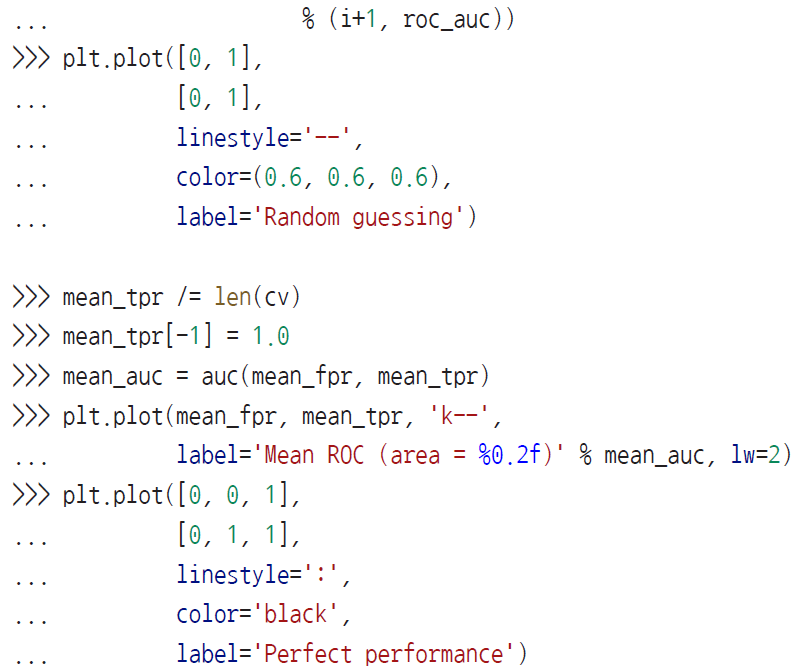 ...                    % (i+1, roc_auc))
>>> plt.plot([0, 1],
...          [0, 1],
...          linestyle='--',
...          color=(0.6, 0.6, 0.6),
...          label='Random guessing')
>>> mean_tpr /= len(cv)
>>> mean_tpr[-1] = 1.0
>>> mean_auc = auc(mean_fpr, mean_tpr)
>>> plt.plot(mean_fpr, mean_tpr, 'k--',
...          label='Mean ROC (area = %0.2f)' % mean_auc, lw=2)
>>> plt.plot([0, 0, 1],
...          [0, 1, 1],
...          linestyle=':',
...          color='black',
...          label='Perfect performance')